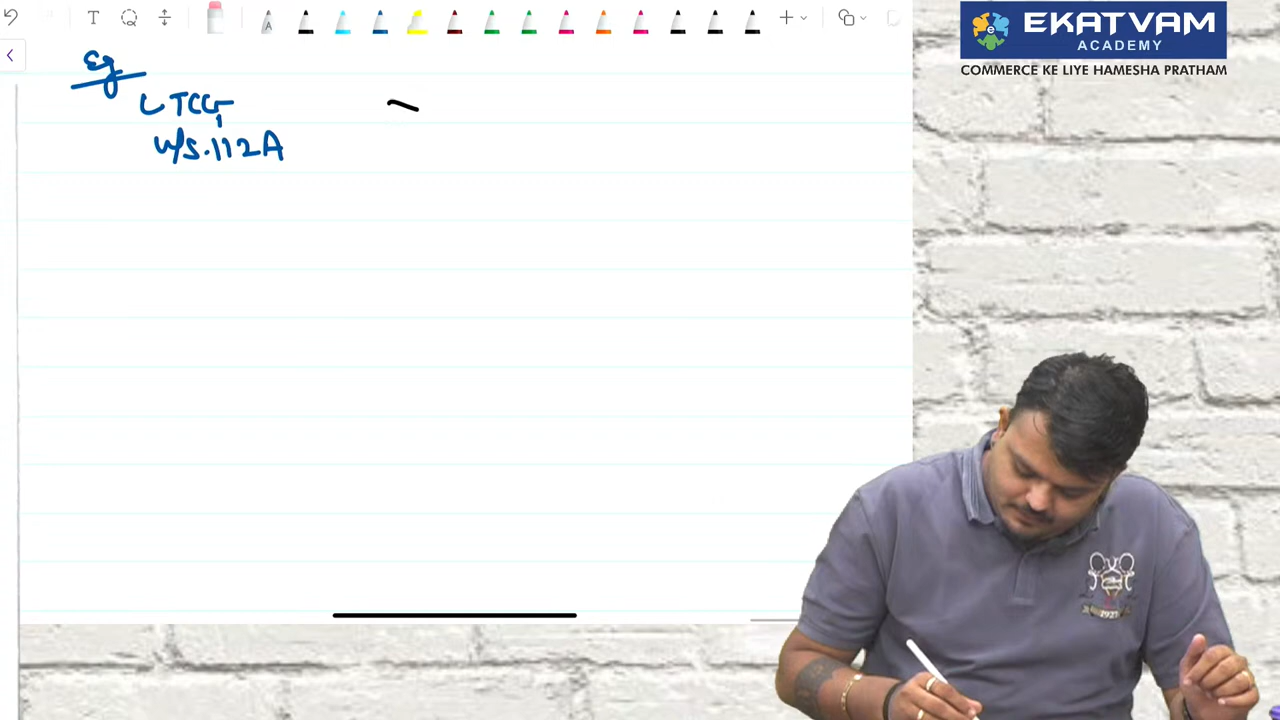 EKATVAM
ACADEMY
COMMERCE KE LIYE HAMESHA PRATHAM
Eg
LTCG
u/s.112A